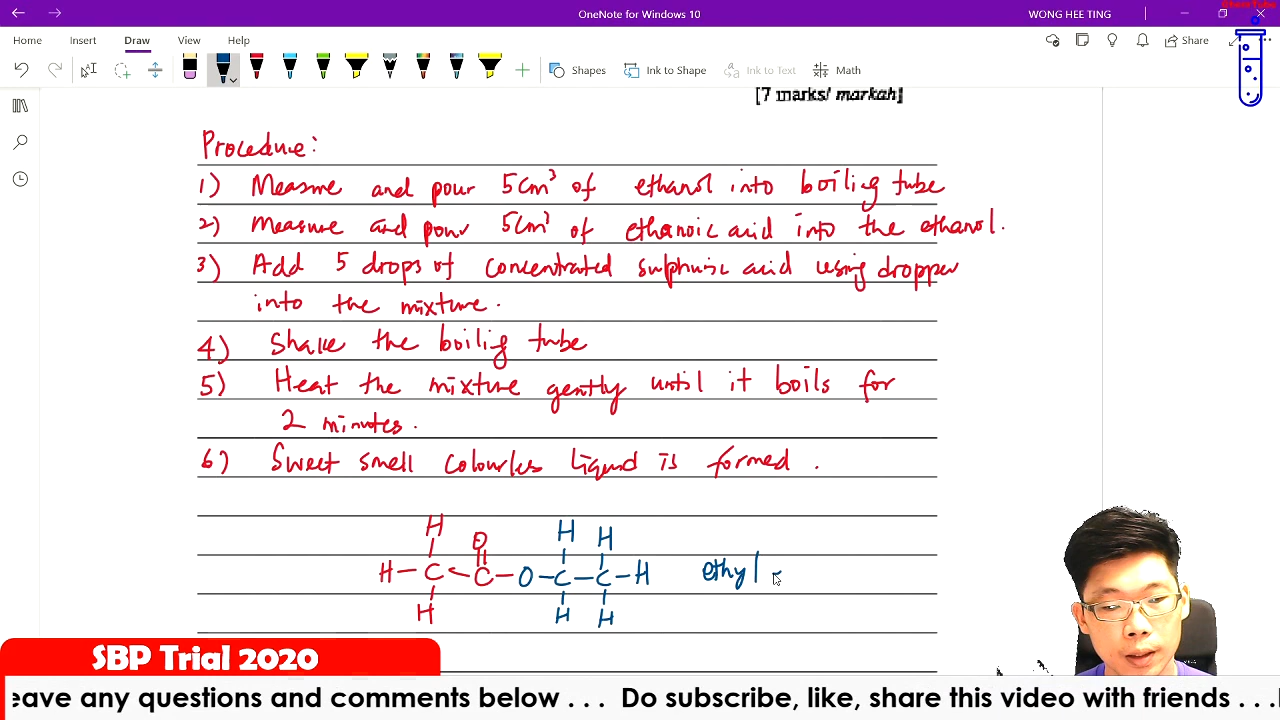 OneNote for Windows 10
WONG HEE TING
Chem Tube
Home Insert Draw View Help
Share
Shapes Ink to Shape Ink to Text Math
[7 marks/ markah]
Procedure:
1) Measure and pour 5cm³ of ethanol into boiling tube
2) Measure and pour 5cm³ of ethanoic acid into the ethanol.
3) Add 5 drops of concentrated sulphuric acid using dropper
into the mixture.
4) Shake the boiling tube
5) Heat the mixture gently until it boils for
2 minutes.
6) Sweet smell colourless liquid is formed.
H O H H
H – C – C – O – C – C – H ethyl
H H H
SBP Trial 2020
eave any questions and comments below . . . Do subscribe, like, share this video with friends . . .